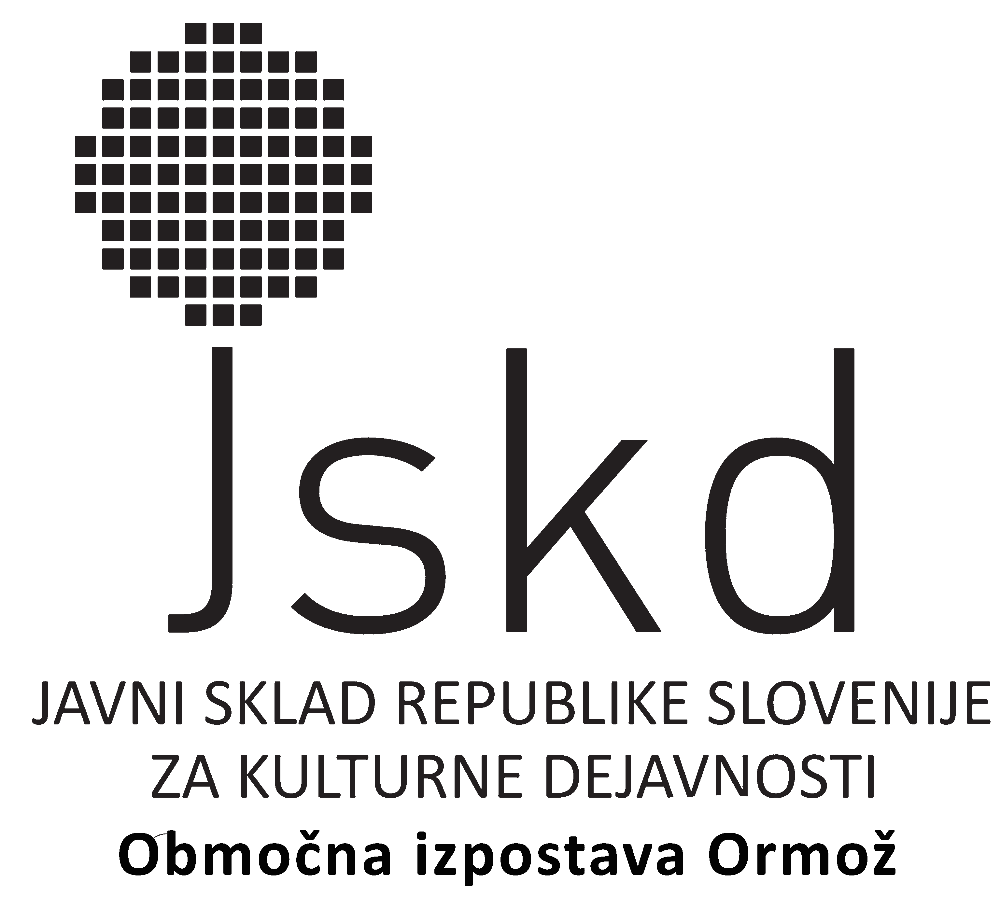 Jskd
JAVNI SKLAD REPUBLIKE SLOVENIJE
ZA KULTURNE DEJAVNOSTI
Območna izpostava Ormož